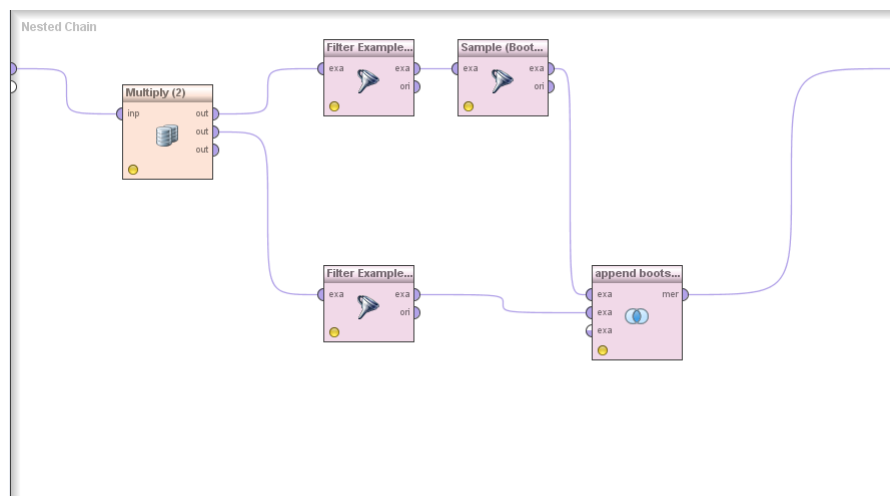 Nested Chain
Filter Example...
exa
exa
ori
Sample (Boot...
exa
exa
ori
Multiply (2)
inp
out
out
out
Filter Example...
exa
exa
ori
append boots...
exa
mer
exa
exa